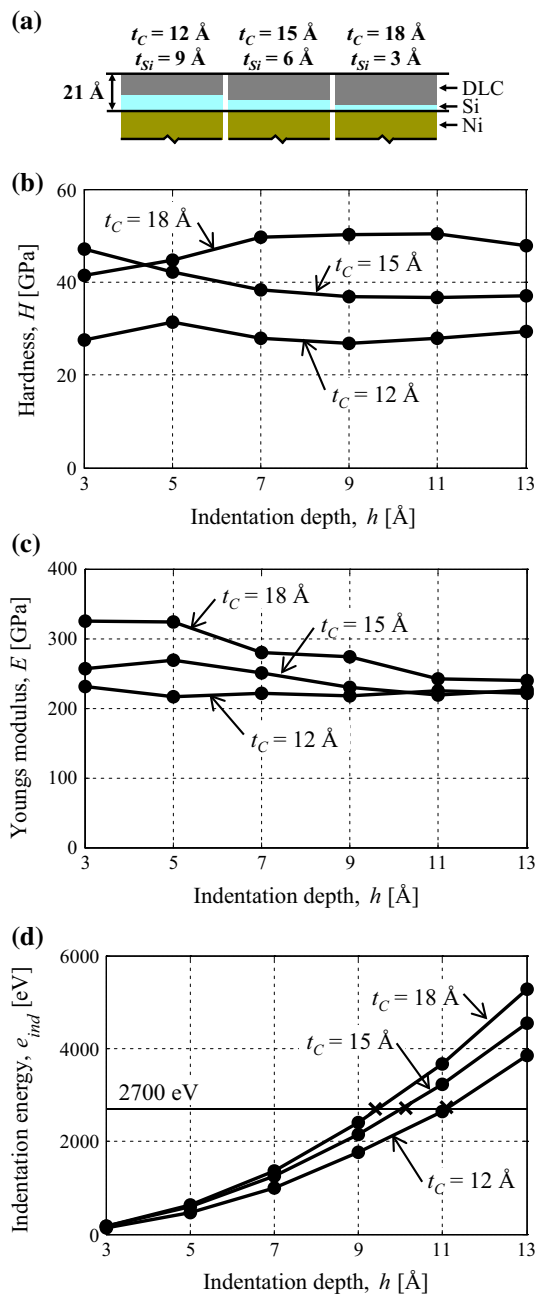 (a)
t_C = 12 Å t_C = 15 Å t_C = 18 Å
t_Si = 9 Å t_Si = 6 Å t_Si = 3 Å
21 Å
DLC
Si
Ni
(b)
60
40
20
0
Hardness, H [GPa]
t_C = 18 Å
t_C = 15 Å
t_C = 12 Å
3 5 7 9 11 13
Indentation depth, h [Å]
(c)
400
300
200
100
0
Youngs modulus, E [GPa]
t_C = 18 Å
t_C = 15 Å
t_C = 12 Å
3 5 7 9 11 13
Indentation depth, h [Å]
(d)
6000
4000
2000
0
Indentation energy, e_ind [eV]
t_C = 18 Å
t_C = 15 Å
2700 eV
t_C = 12 Å
3 5 7 9 11 13
Indentation depth, h [Å]